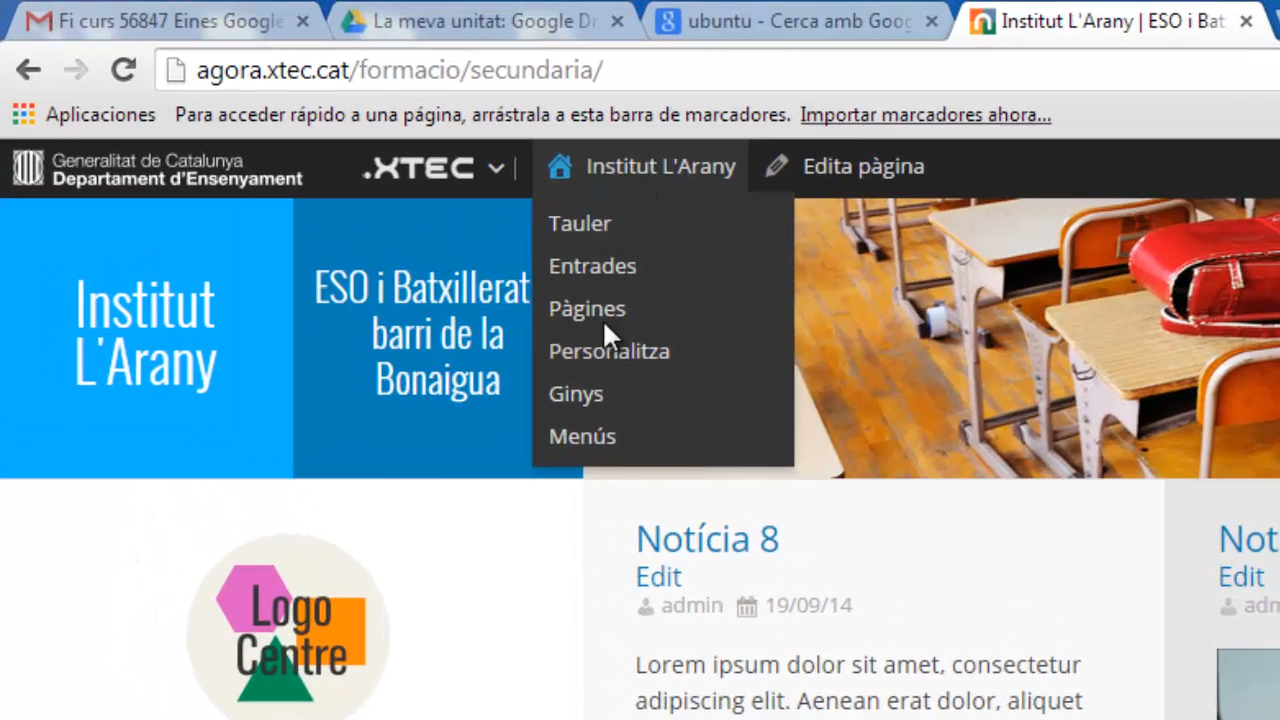 Fi curs 56847 Eines Google
La meva unitat: Google Dr
ubuntu - Cerca amb Goog
Institut L'Arany | ESO i Bat
agora.xtec.cat/formacio/secundaria/
Aplicaciones
Para acceder rápido a una página, arrástrala a esta barra de marcadores. Importar marcadores ahora...
Generalitat de Catalunya
Departament d'Ensenyament
.XTEC
Institut L'Arany
Edita pàgina
Tauler
Entrades
Pàgines
Personalitza
Ginys
Menús
Institut
L'Arany
ESO i Batxillerat
barri de la
Bonaigua
Logo
Centre
Notícia 8
Edit
admin 19/09/14
Lorem ipsum dolor sit amet, consectetur
adipiscing elit. Aenean erat dolor, aliquet
Not
Edit
adm